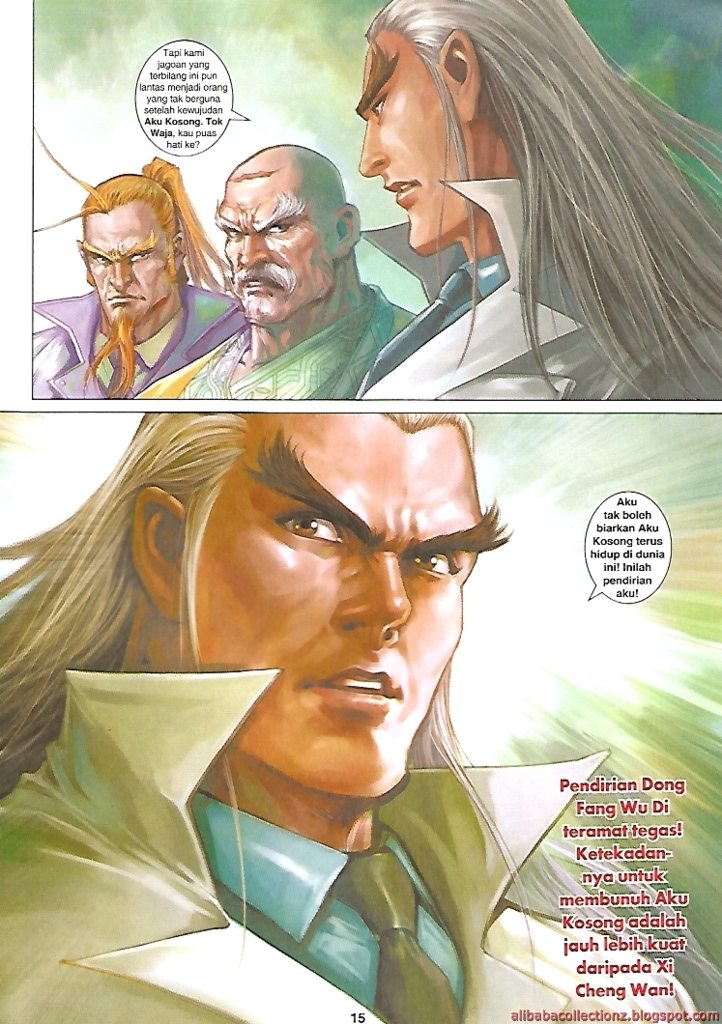 Tapi kami
jagoan yang
terbilang ini pun
lantas menjadi orang
yang tak berguna
setelah kewujudan
Aku Kosong. Tok
Waja, kau puas
hati ke?
Aku
tak boleh
biarkan Aku
Kosong terus
hidup di dunia
ini! Inilah
pendirian
aku!
Pendirian Dong
Fang Wu Di
teramat tegas!
Ketekadan-
nya untuk
membunuh Aku
Kosong adalah
jauh lebih kuat
daripada Xi
Cheng Wan!
15
alibabacollectionz.blogspot.com